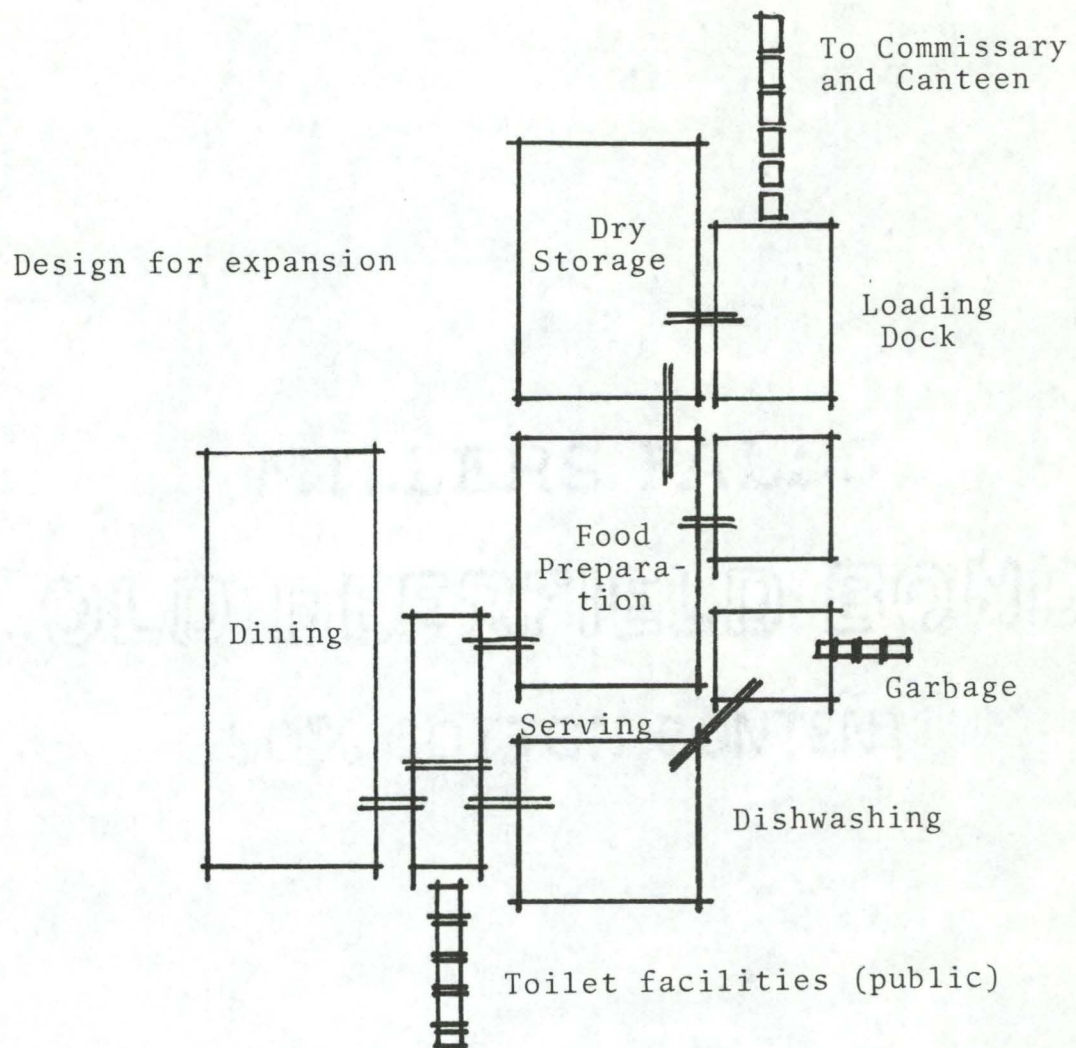 To Commissary
and Canteen
Dry
Storage
Design for expansion
Loading
Dock
Food
Prepara-
tion
Dining
Garbage
Serving
Dishwashing
Toilet facilities (public)